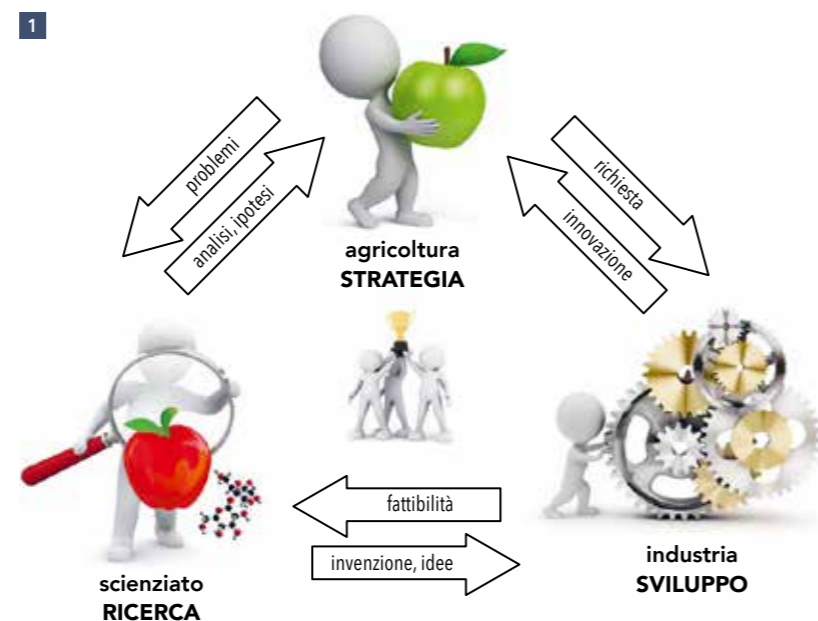 1
problemi
analisi, ipotesi
richiesta
innovazione
agricoltura
STRATEGIA
fattibilità
invenzione, idee
scienziato
RICERCA
industria
SVILUPPO